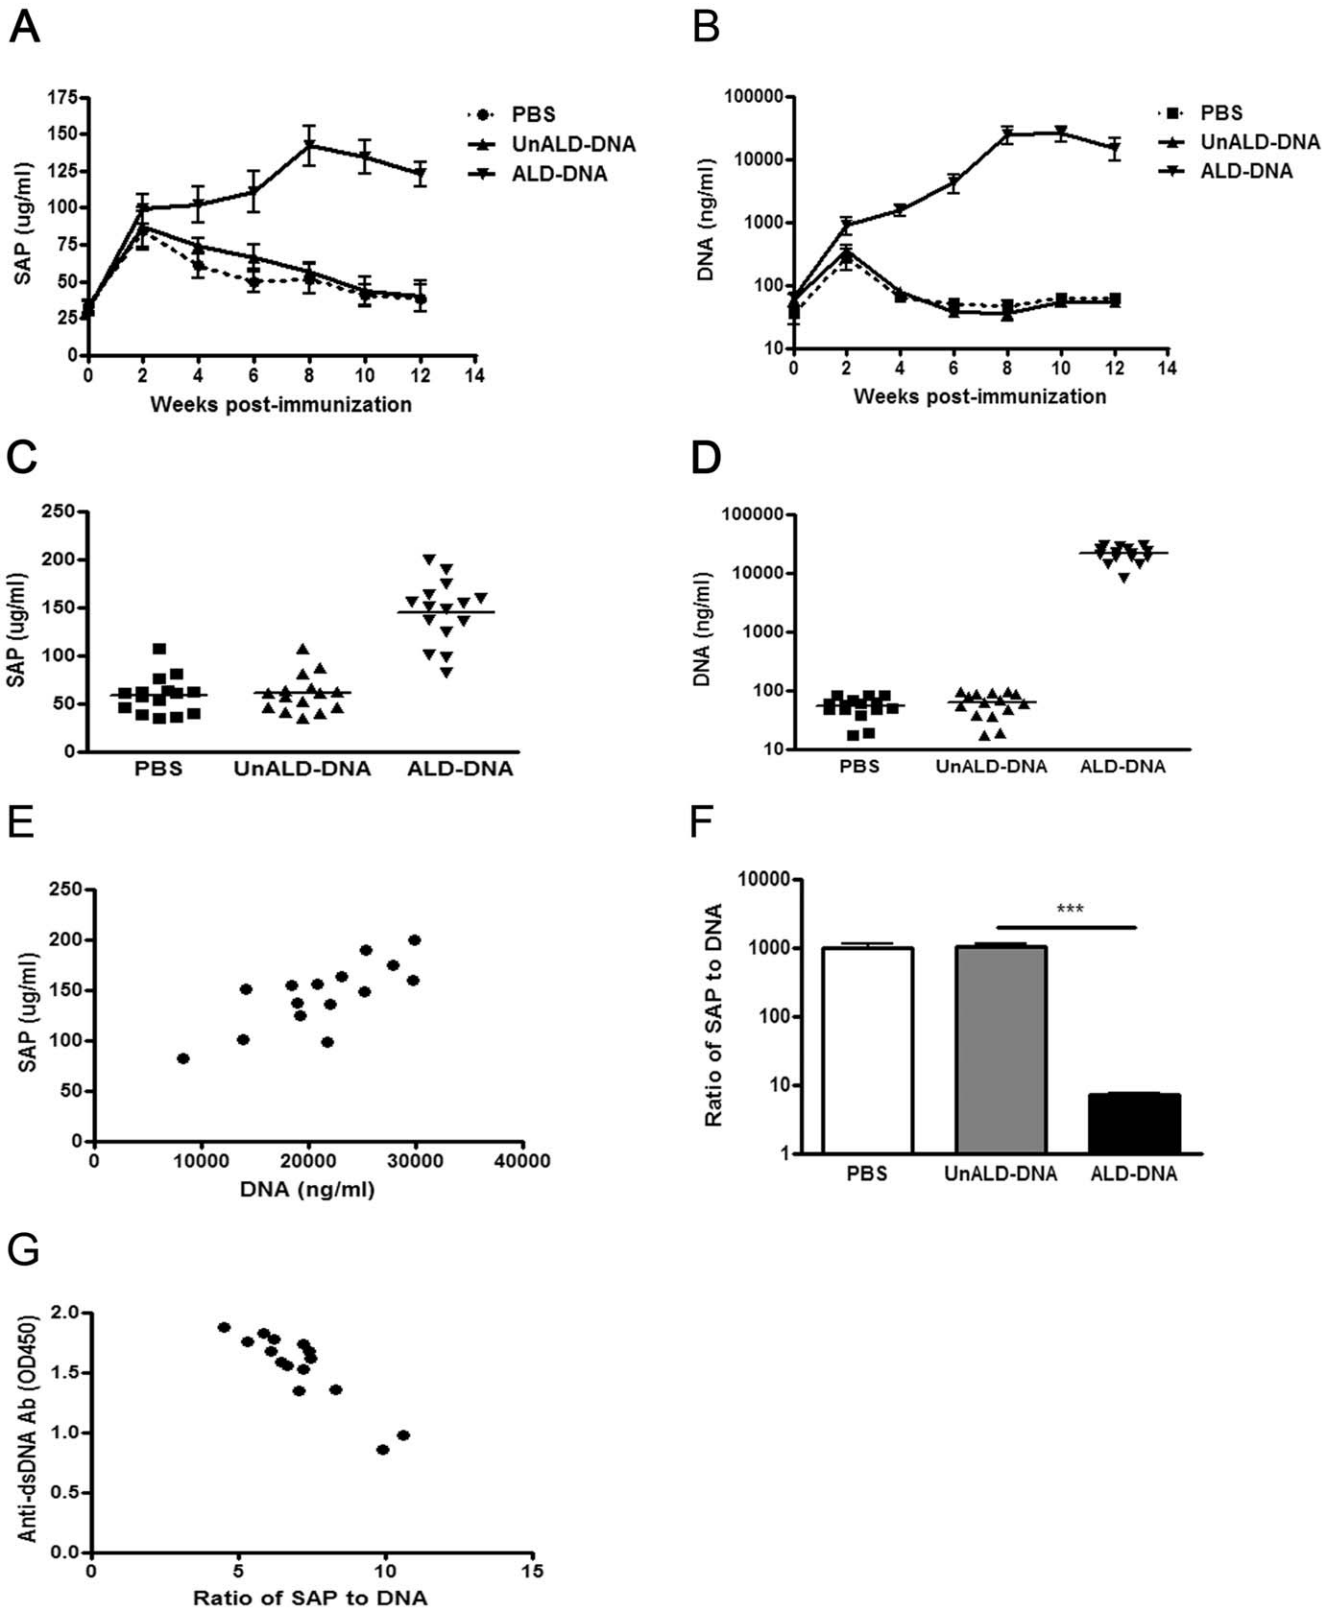 A
B
175
150
125
100
75
50
25
0
SAP (ug/ml)
0 2 4 6 8 10 12 14
Weeks post-immunization
PBS
UnALD-DNA
ALD-DNA
100000
10000
1000
100
10
DNA (ng/ml)
0 2 4 6 8 10 12 14
Weeks post-immunization
PBS
UnALD-DNA
ALD-DNA
C
D
250
200
150
100
50
0
SAP (ug/ml)
PBS UnALD-DNA ALD-DNA
100000
10000
1000
100
10
DNA (ng/ml)
PBS UnALD-DNA ALD-DNA
E
F
250
200
150
100
50
0
SAP (ug/ml)
0 10000 20000 30000 40000
DNA (ng/ml)
10000
1000
100
10
1
Ratio of SAP to DNA
***
PBS UnALD-DNA ALD-DNA
G
2.0
1.5
1.0
0.5
0.0
Anti-dsDNA Ab (OD450)
0 5 10 15
Ratio of SAP to DNA